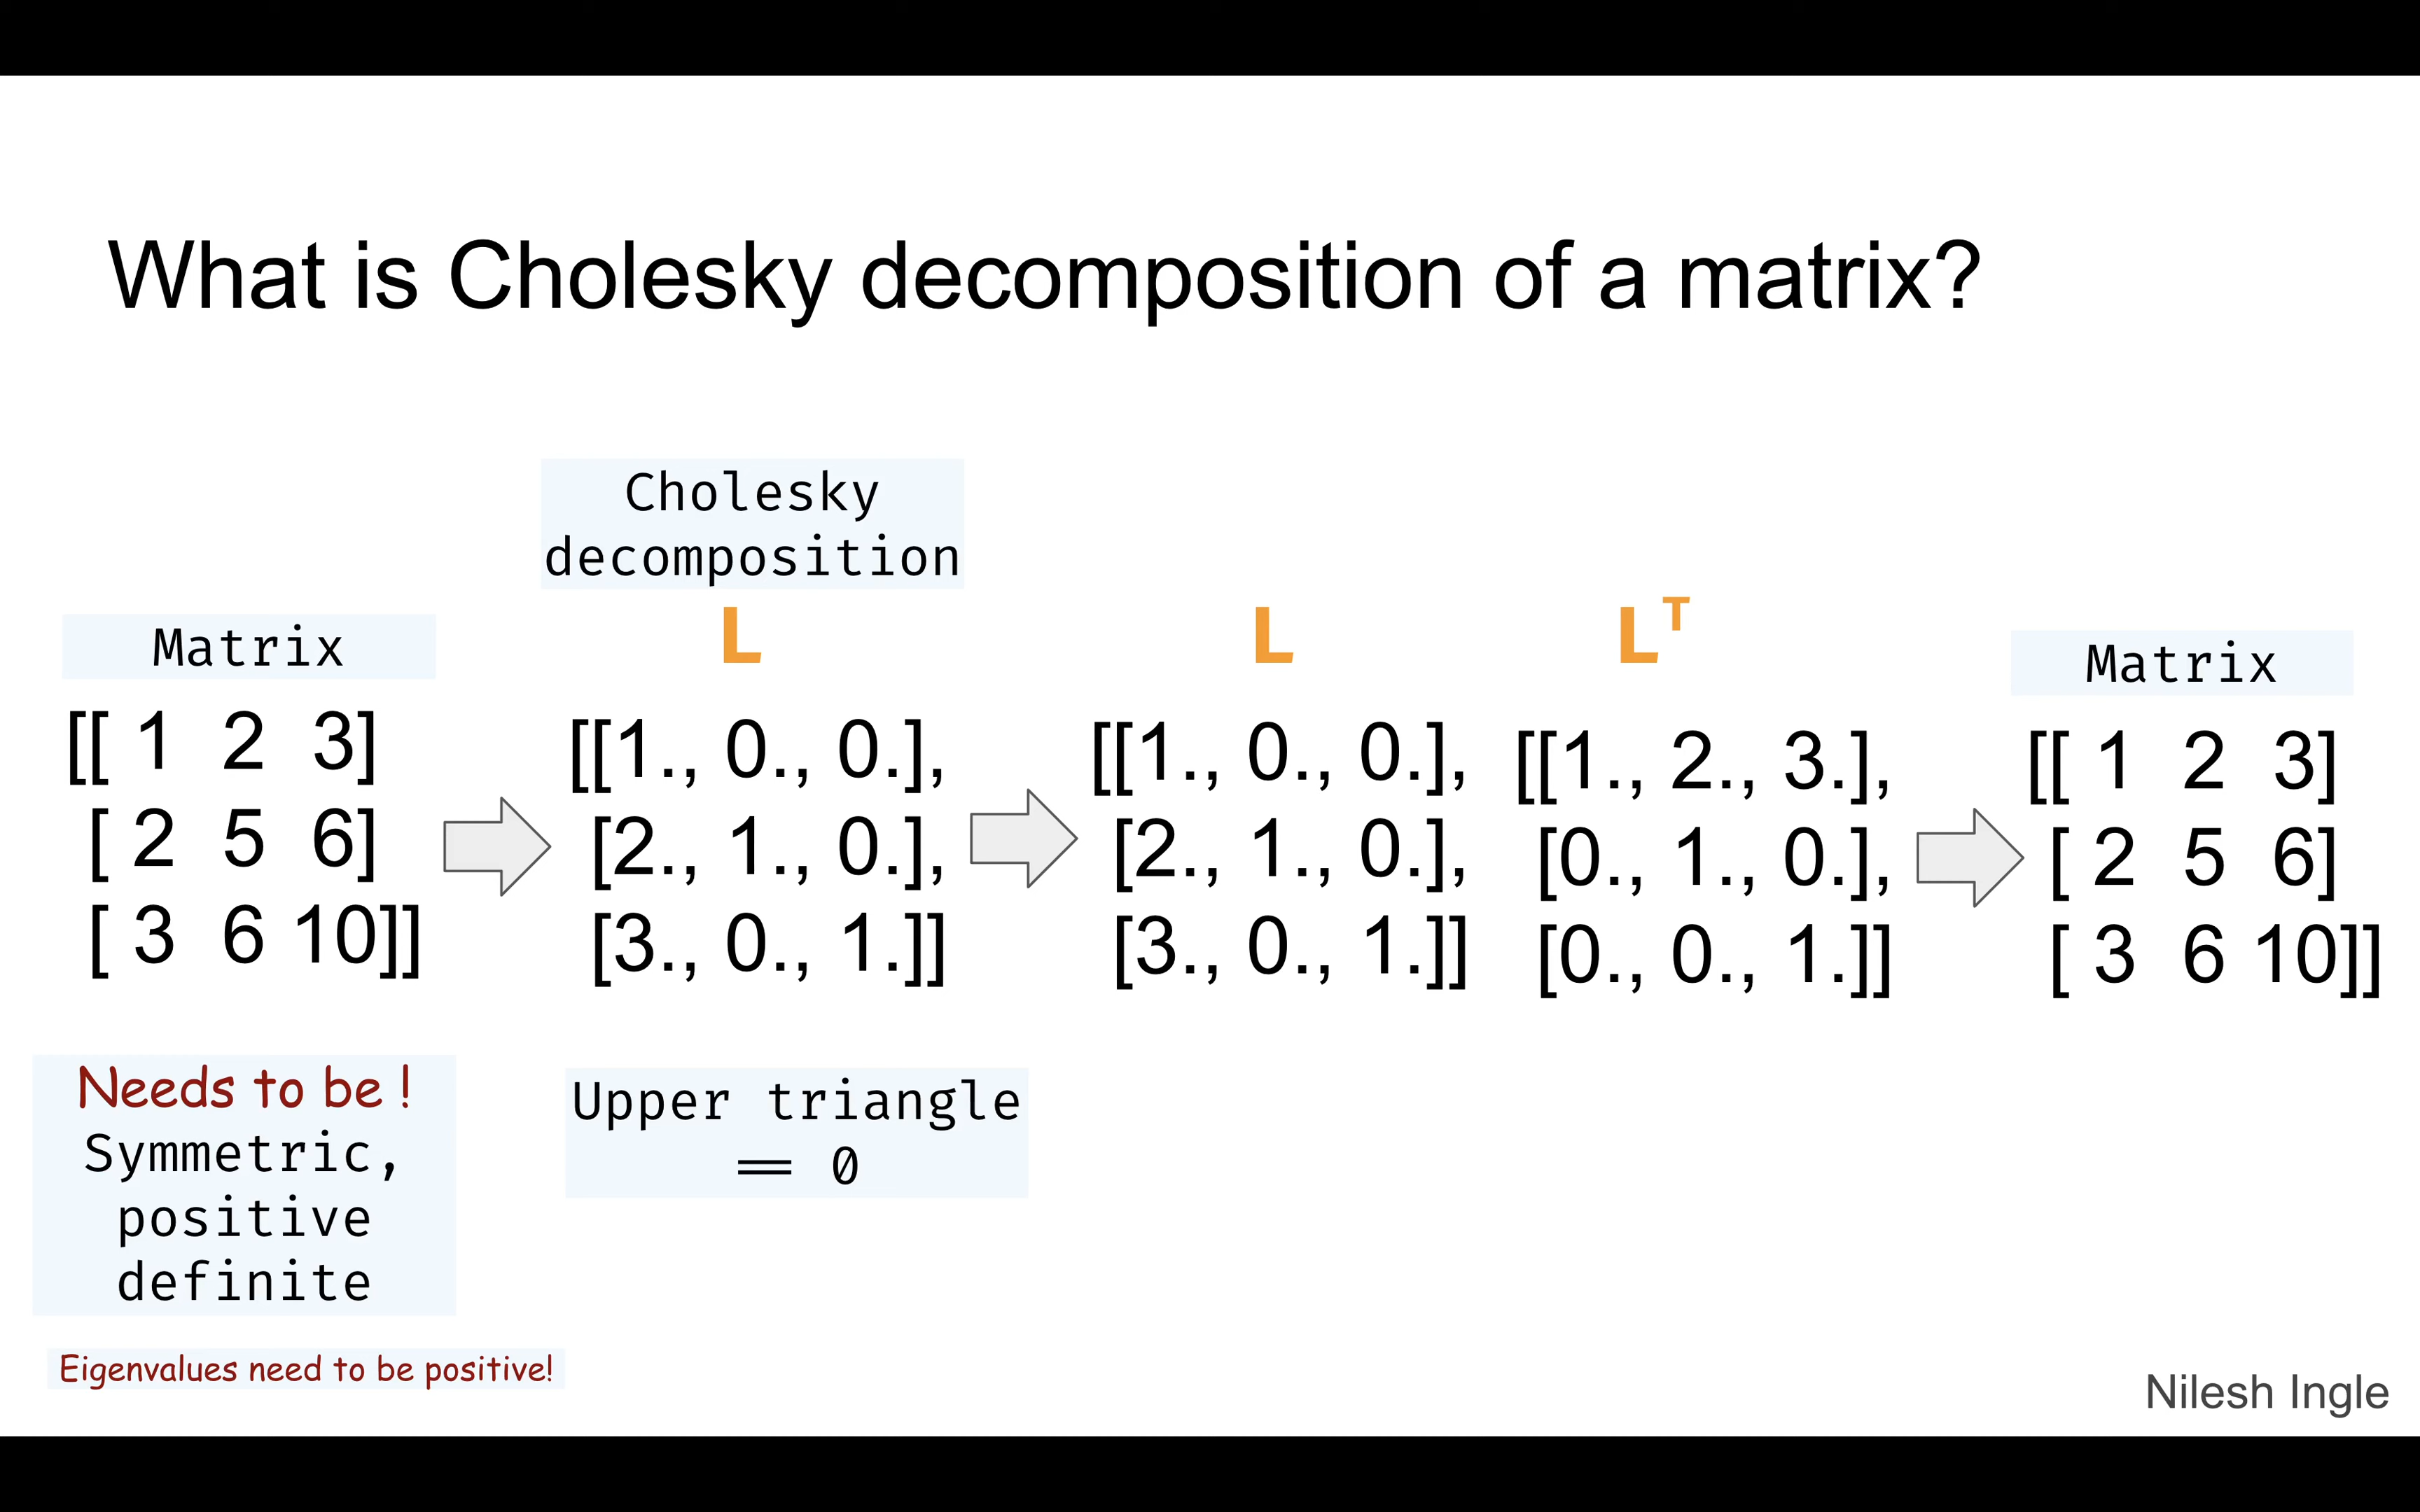 What is Cholesky decomposition of a matrix?
Cholesky
decomposition
L
L
Lᵀ
Matrix
Matrix
[[ 1 2 3]
[ 2 5 6]
[ 3 6 10]]
[[1., 0., 0.],
[2., 1., 0.],
[3., 0., 1.]]
[[1., 0., 0.],
[2., 1., 0.],
[3., 0., 1.]]
[[1., 2., 3.],
[0., 1., 0.],
[0., 0., 1.]]
[[ 1 2 3]
[ 2 5 6]
[ 3 6 10]]
Needs to be !
Symmetric,
positive
definite
Upper triangle
== 0
Eigenvalues need to be positive!
Nilesh Ingle